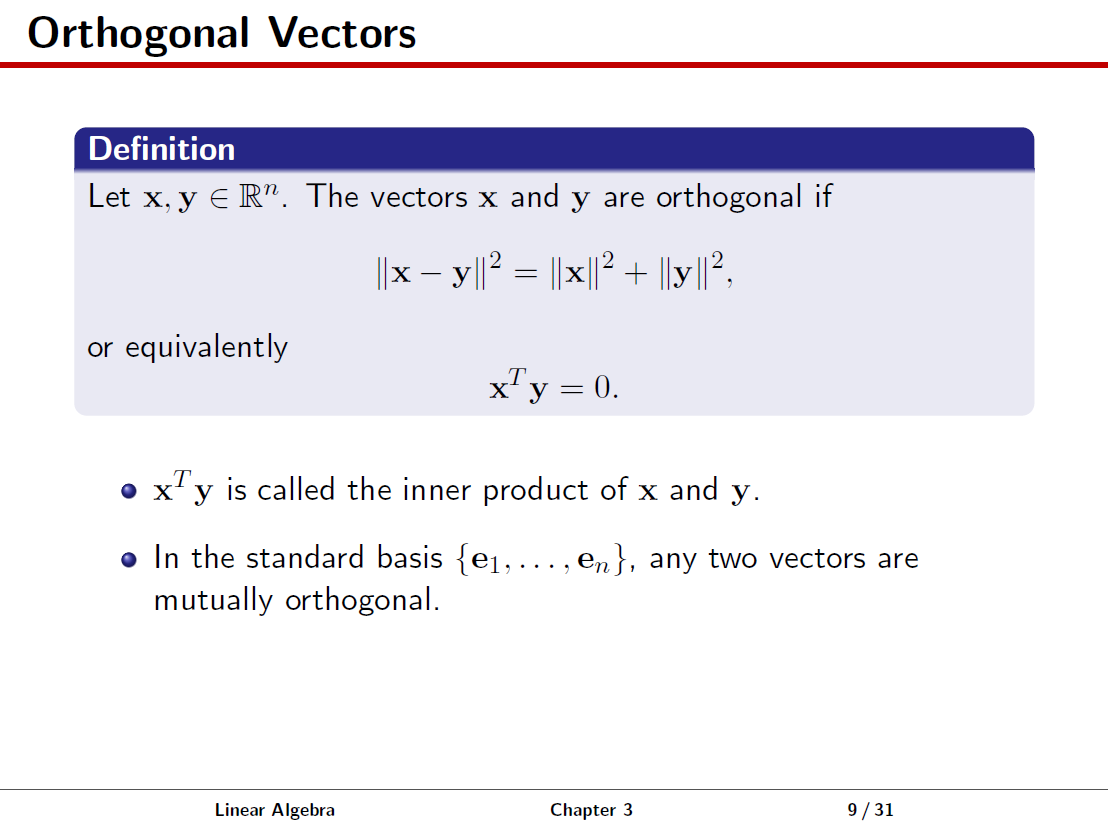 Orthogonal Vectors
Definition
Let x, y ∈ ℝⁿ. The vectors x and y are orthogonal if
‖x − y‖² = ‖x‖² + ‖y‖²,
or equivalently
xᵀy = 0.
xᵀy is called the inner product of x and y.
In the standard basis {e₁, . . . , eₙ}, any two vectors are
mutually orthogonal.
Linear Algebra Chapter 3 9 / 31